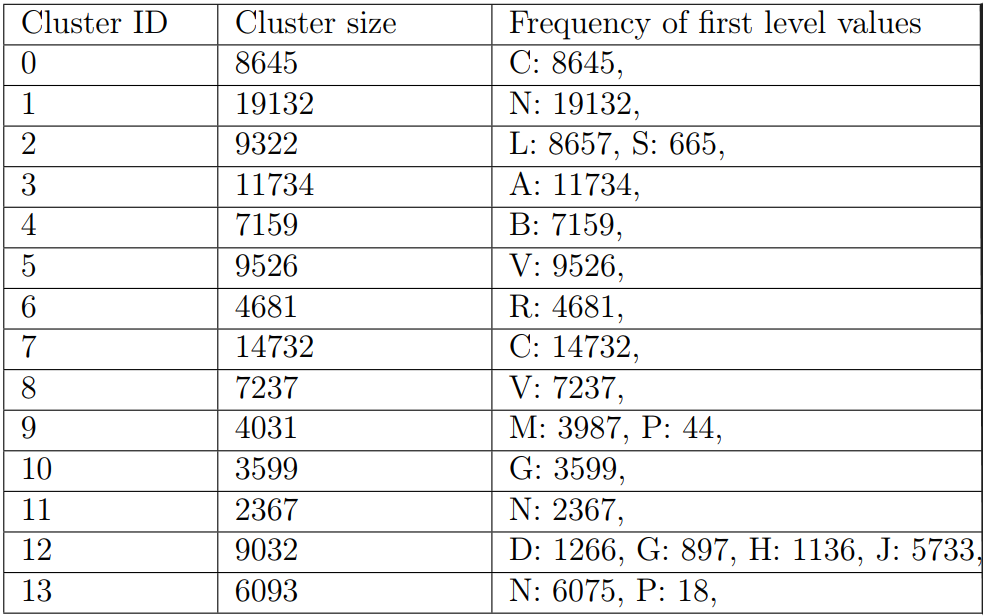 Cluster ID Cluster size Frequency of first level values
0 8645 C: 8645,
1 19132 N: 19132,
2 9322 L: 8657, S: 665,
3 11734 A: 11734,
4 7159 B: 7159,
5 9526 V: 9526,
6 4681 R: 4681,
7 14732 C: 14732,
8 7237 V: 7237,
9 4031 M: 3987, P: 44,
10 3599 G: 3599,
11 2367 N: 2367,
12 9032 D: 1266, G: 897, H: 1136, J: 5733,
13 6093 N: 6075, P: 18,